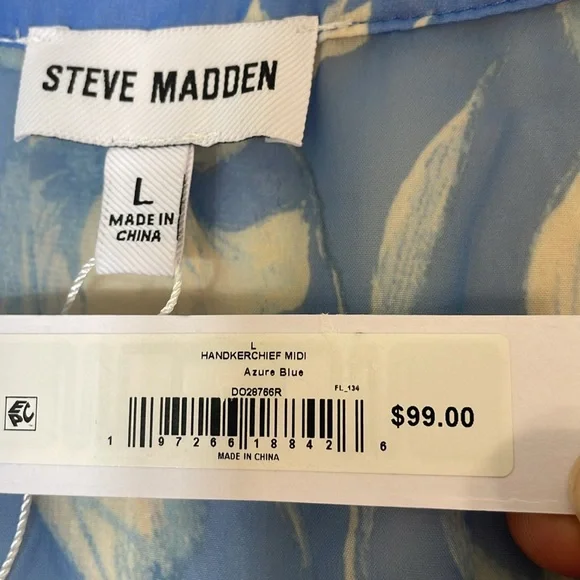 STEVE MADDEN
L
MADE IN
CHINA
L
HANDKERCHIEF MIDI
Azure Blue
DO28766R FL_134
EPC
$99.00
1 97266 18842 6
MADE IN CHINA